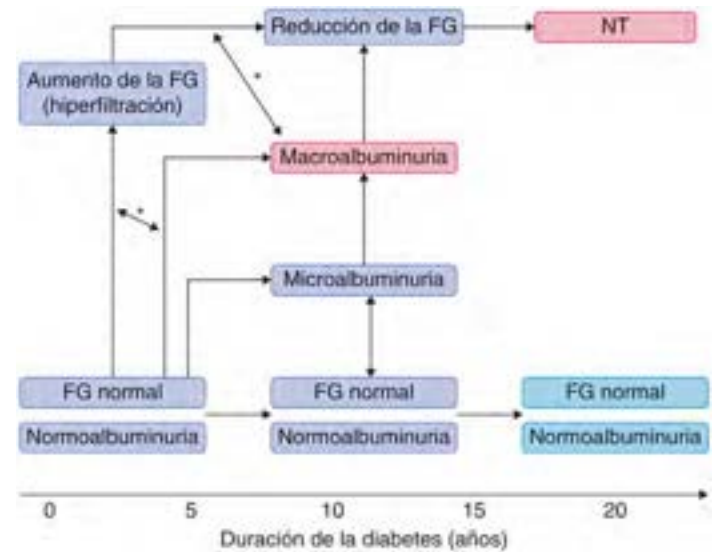 Reducción de la FG
NT
Aumento de la FG
(hiperfiltración)
*
Macroalbuminuria
*
Microalbuminuria
FG normal
FG normal
FG normal
Normoalbuminuria
Normoalbuminuria
Normoalbuminuria
0 5 10 15 20
Duración de la diabetes (años)